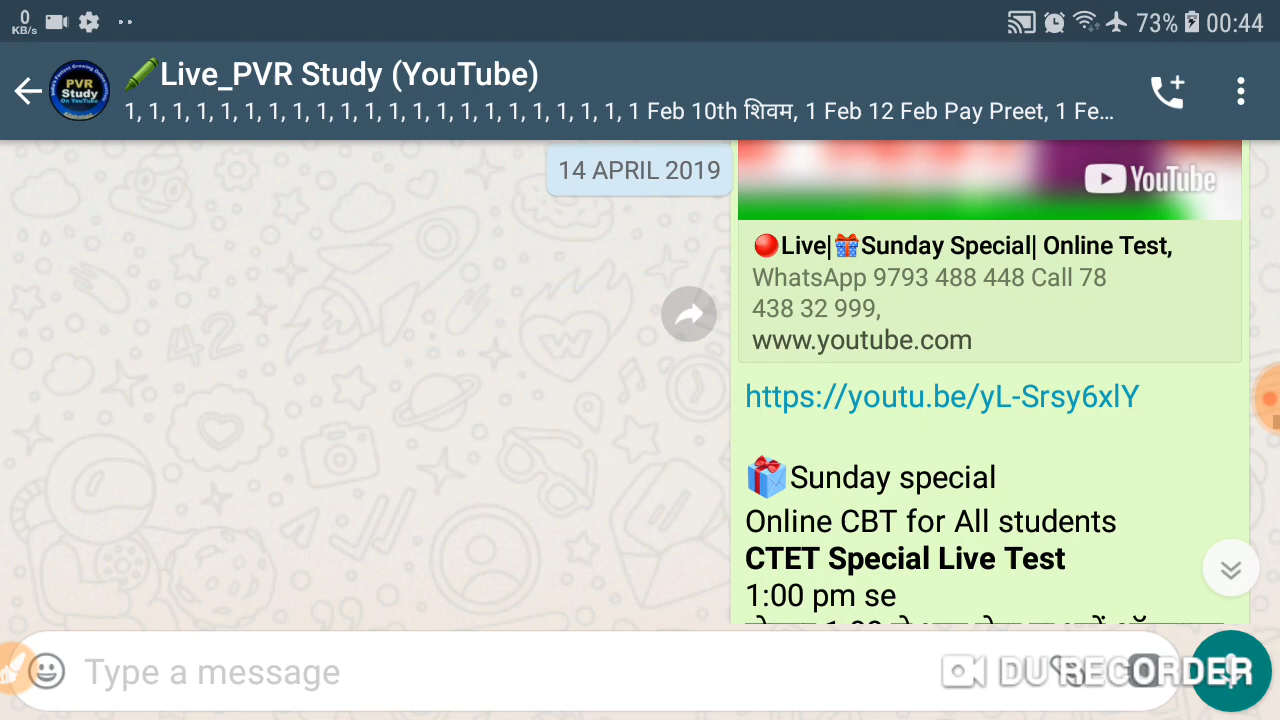 0
KB/s
73%
00:44
PVR
Study
On YouTube
Live_PVR Study (YouTube)
1, 1, 1, 1, 1, 1, 1, 1, 1, 1, 1, 1, 1, 1, 1, 1, 1, 1, 1, 1, 1, 1 Feb 10th शिवम, 1 Feb 12 Feb Pay Preet, 1 Fe...
14 APRIL 2019
YouTube
Live|Sunday Special| Online Test,
WhatsApp 9793 488 448 Call 78
438 32 999,
www.youtube.com
https://youtu.be/yL-Srsy6xlY
Sunday special
Online CBT for All students
CTET Special Live Test
1:00 pm se
Type a message
DU RECORDER